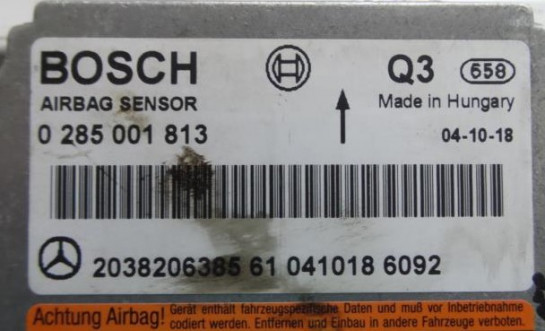 BOSCH Q3 658
AIRBAG SENSOR Made in Hungary
0 285 001 813 04-10-18
2038206385 61 041018 6092
Achtung Airbag! Gerät enthält fahrzeugspezifische Daten und muß vor Inbetriebnahme
codiert werden. Entfernen und Einbau in andere Fahrzeuge verboten.